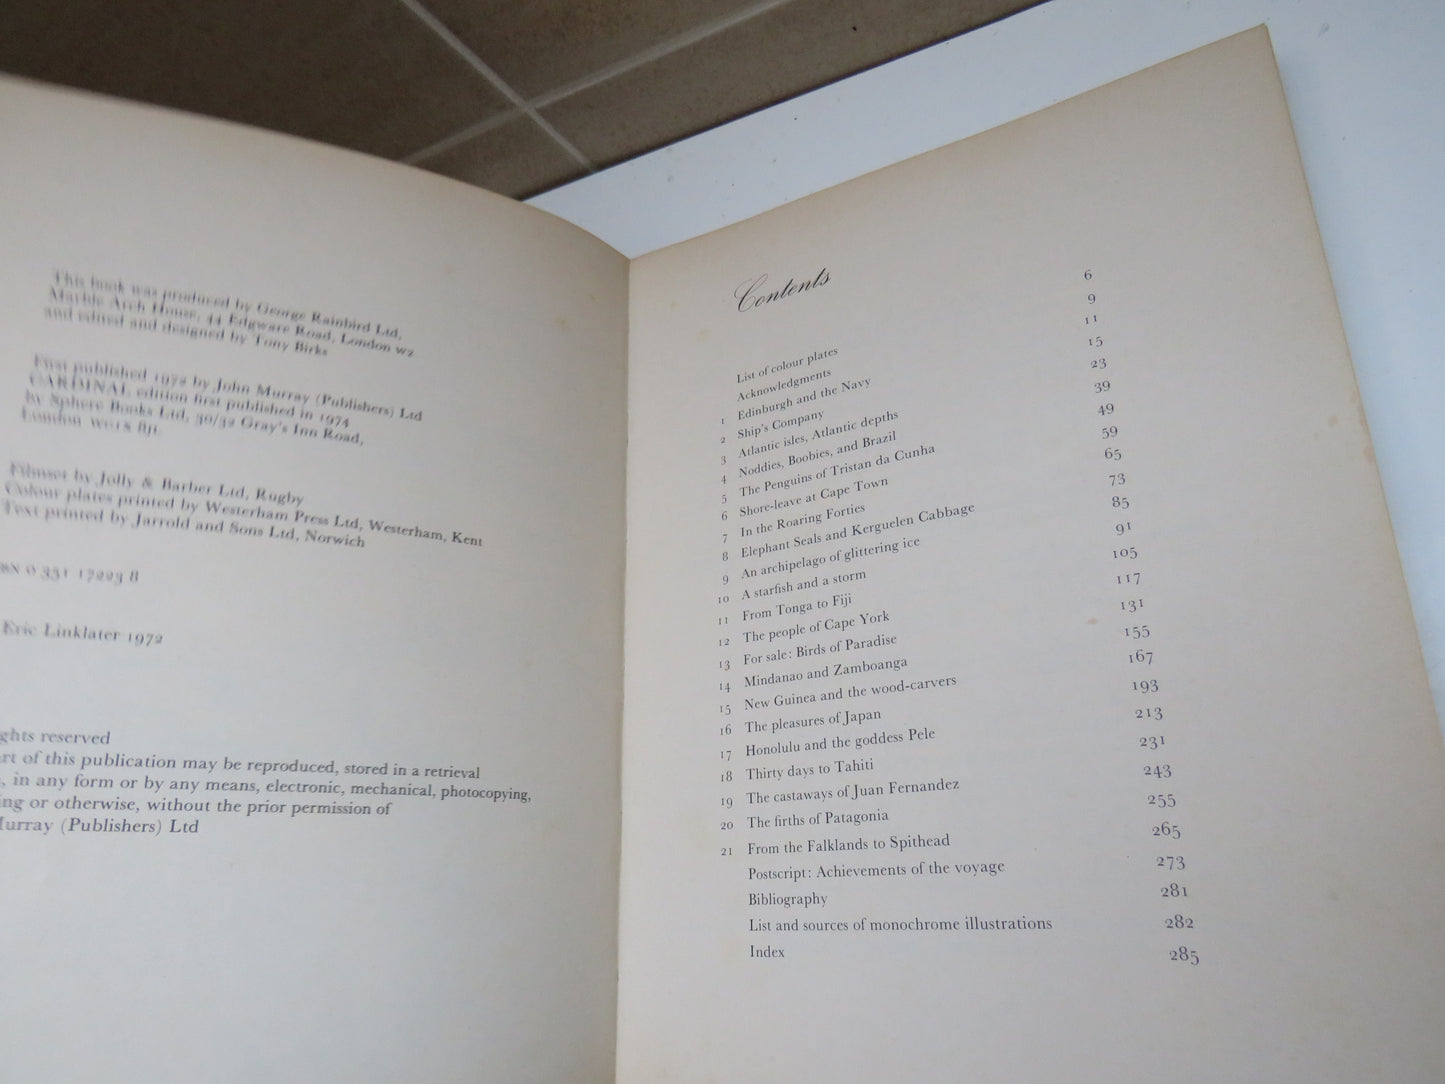 This book was produced by George Rainbird Ltd,
Marble Arch House, 44 Edgware Road, London W2
and edited and designed by Tony Birks
First published 1972 by John Murray (Publishers) Ltd
CARDINAL edition first published in 1974
by Sphere Books Ltd, 30/32 Gray's Inn Road,
London WC1X 8JL
Filmset by Jolly & Barber Ltd, Rugby
Colour plates printed by Westerham Press Ltd, Westerham, Kent
Text printed by Jarrold and Sons Ltd, Norwich
0 351 17223 8
Eric Linklater 1972
ghts reserved
rt of this publication may be reproduced, stored in a retrieval
, in any form or by any means, electronic, mechanical, photocopying,
ing or otherwise, without the prior permission of
Murray (Publishers) Ltd
Contents
List of colour plates 6
Acknowledgments 9
1 Edinburgh and the Navy 11
2 Ship's Company 15
3 Atlantic isles, Atlantic depths 23
4 Noddies, Boobies, and Brazil 39
5 The Penguins of Tristan da Cunha 49
6 Shore-leave at Cape Town 59
7 In the Roaring Forties 65
8 Elephant Seals and Kerguelen Cabbage 73
9 An archipelago of glittering ice 85
10 A starfish and a storm 91
11 From Tonga to Fiji 105
12 The people of Cape York 117
13 For sale: Birds of Paradise 131
14 Mindanao and Zamboanga 155
15 New Guinea and the wood-carvers 167
16 The pleasures of Japan 193
17 Honolulu and the goddess Pele 213
18 Thirty days to Tahiti 231
19 The castaways of Juan Fernandez 243
20 The firths of Patagonia 255
21 From the Falklands to Spithead 265
Postscript: Achievements of the voyage 273
Bibliography 281
List and sources of monochrome illustrations 282
Index 285